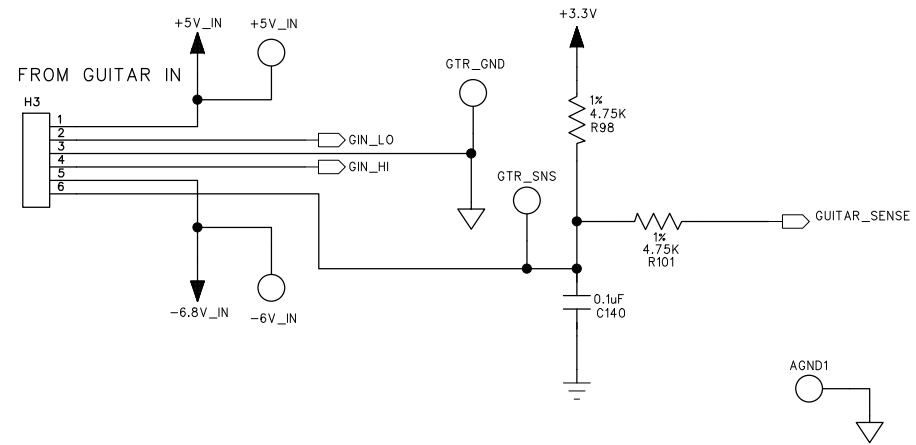 +5V_IN
+5V_IN
+3.3V
FROM GUITAR IN
GTR_GND
H3
1
2
3
4
5
6
GIN_LO
GIN_HI
1%
4.75K
R98
GTR_SNS
GUITAR_SENSE
1%
4.75K
R101
-6.8V_IN
-6V_IN
0.1uF
C140
AGND1